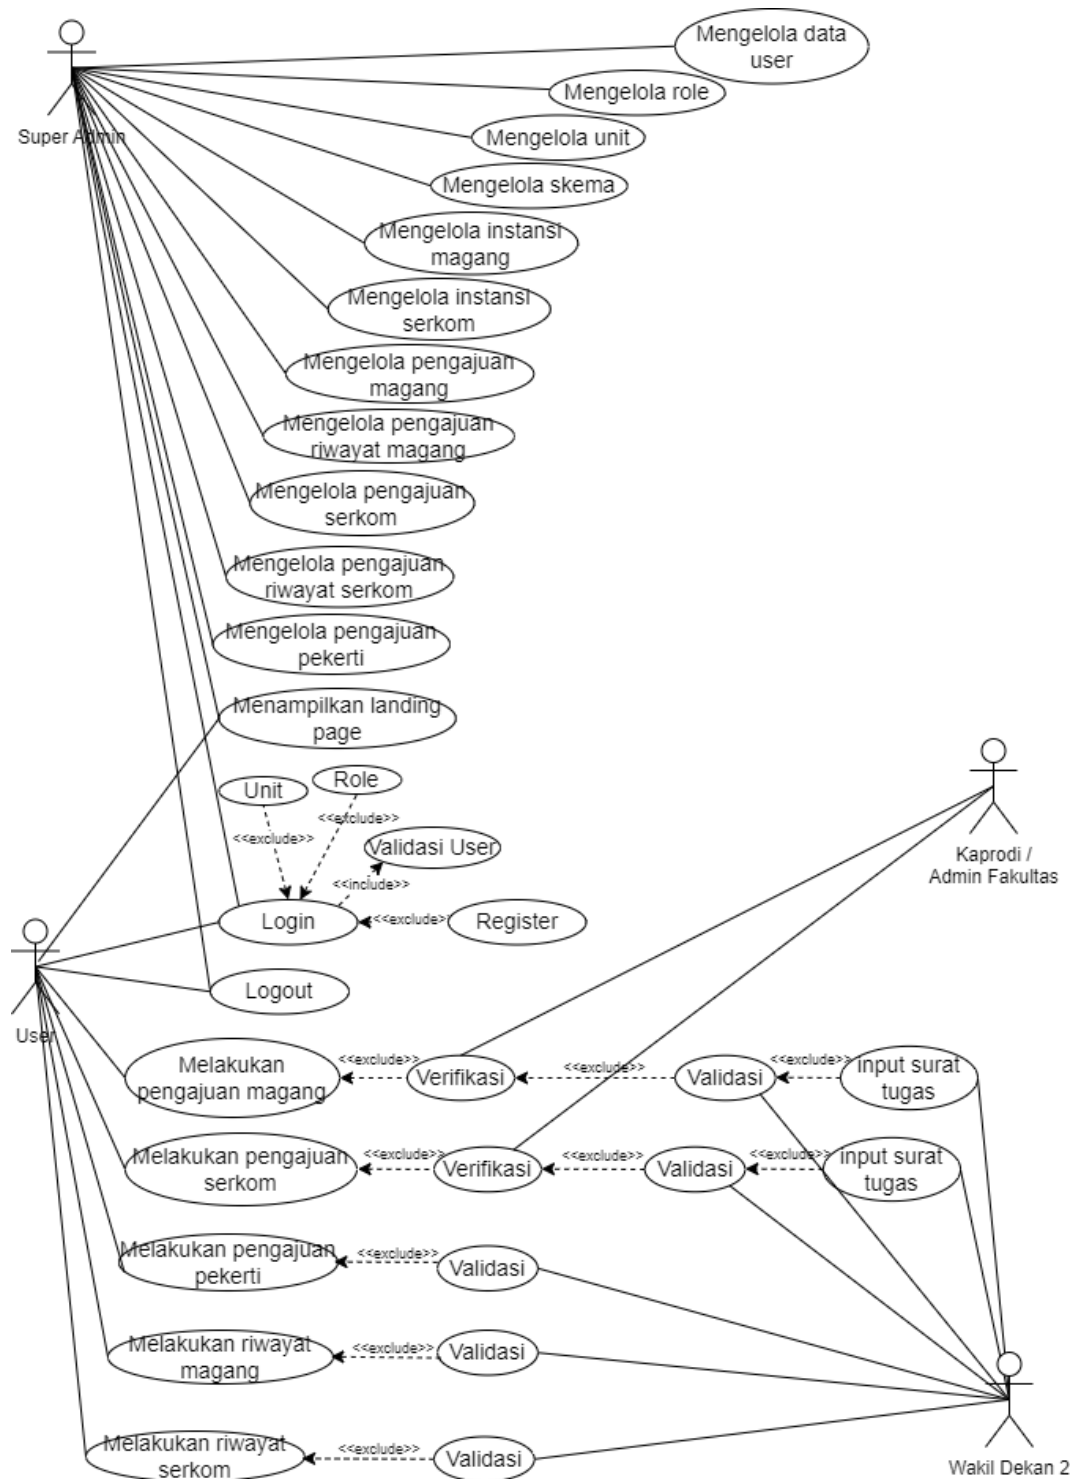 Mengelola data
user
Mengelola role
Super Admin
Mengelola unit
Mengelola skema
Mengelola instansi
magang
Mengelola instansi
serkom
Mengelola pengajuan
magang
Mengelola pengajuan
riwayat magang
Mengelola pengajuan
serkom
Mengelola pengajuan
riwayat serkom
Mengelola pengajuan
pekerti
Menampilkan landing
page
Unit
Role
<<exclude>>
<<exclude>>
Validasi User
<<include>>
Kaprodi /
Admin Fakultas
Login
<<exclude>>
Register
Logout
User
Melakukan
pengajuan magang
<<exclude>>
Verifikasi
<<exclude>>
Validasi
<<exclude>>
input surat
tugas
Melakukan pengajuan
serkom
<<exclude>>
Verifikasi
<<exclude>>
Validasi
<<exclude>>
input surat
tugas
Melakukan pengajuan
pekerti
<<exclude>>
Validasi
Melakukan riwayat
magang
<<exclude>>
Validasi
Melakukan riwayat
serkom
<<exclude>>
Validasi
Wakil Dekan 2